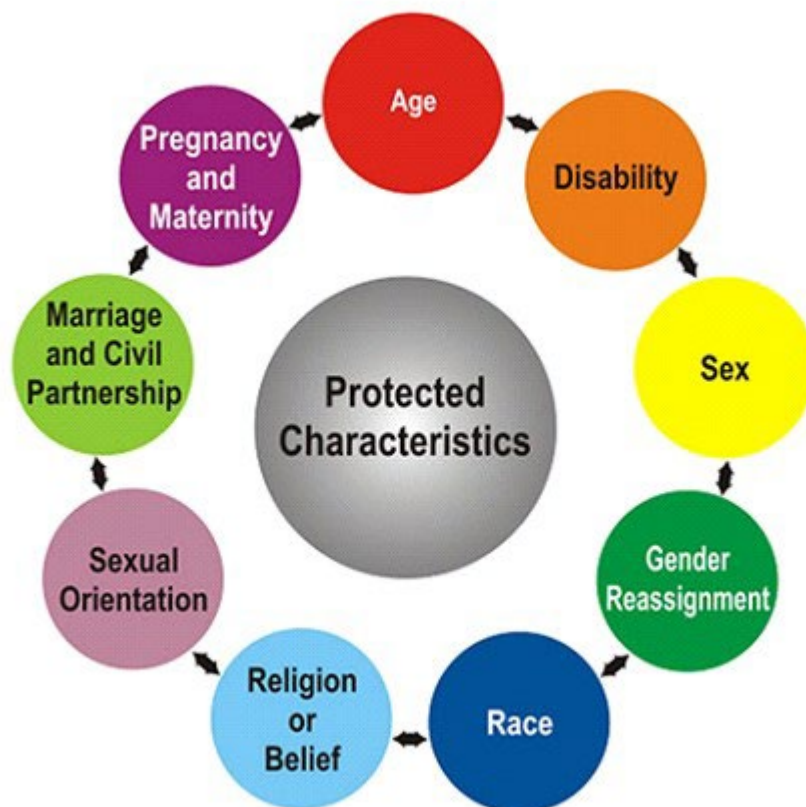 Age
Disability
Sex
Gender
Reassignment
Race
Religion
or
Belief
Sexual
Orientation
Marriage
and Civil
Partnership
Pregnancy
and
Maternity
Protected
Characteristics